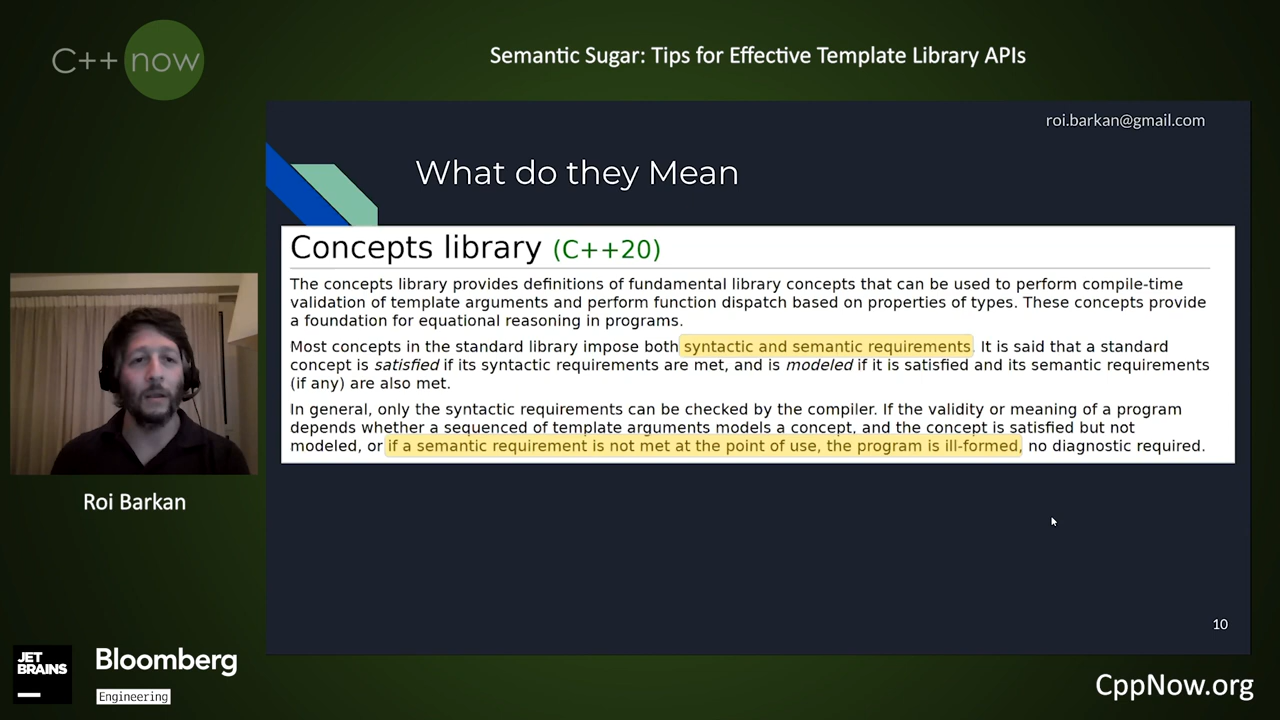 C++ now
Semantic Sugar: Tips for Effective Template Library APIs
roi.barkan@gmail.com
What do they Mean
Concepts library (C++20)
The concepts library provides definitions of fundamental library concepts that can be used to perform compile-time
validation of template arguments and perform function dispatch based on properties of types. These concepts provide
a foundation for equational reasoning in programs.
Most concepts in the standard library impose both syntactic and semantic requirements. It is said that a standard
concept is satisfied if its syntactic requirements are met, and is modeled if it is satisfied and its semantic requirements
(if any) are also met.
In general, only the syntactic requirements can be checked by the compiler. If the validity or meaning of a program
depends whether a sequenced of template arguments models a concept, and the concept is satisfied but not
modeled, or if a semantic requirement is not met at the point of use, the program is ill-formed, no diagnostic required.
Roi Barkan
10
JET
BRAINS
Bloomberg
Engineering
CppNow.org